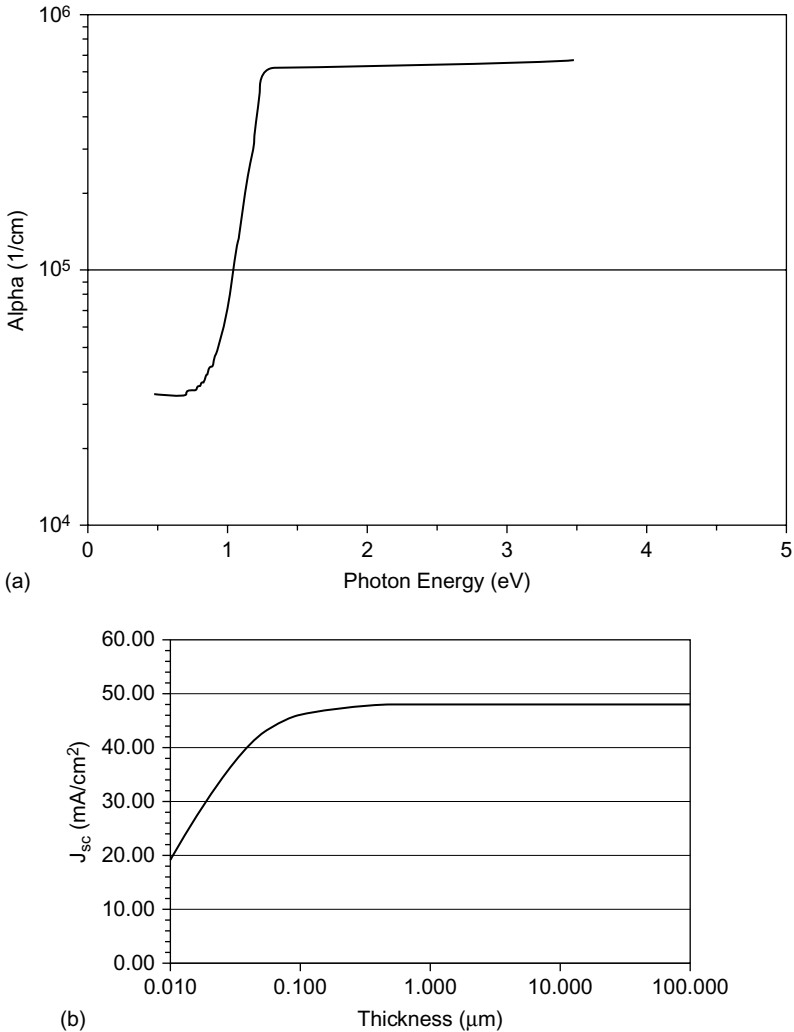 10⁶
10⁵
10⁴
Alpha (1/cm)
0 1 2 3 4 5
Photon Energy (eV)
(a)
60.00
50.00
40.00
30.00
20.00
10.00
0.00
J_sc (mA/cm²)
0.010 0.100 1.000 10.000 100.000
Thickness (μm)
(b)